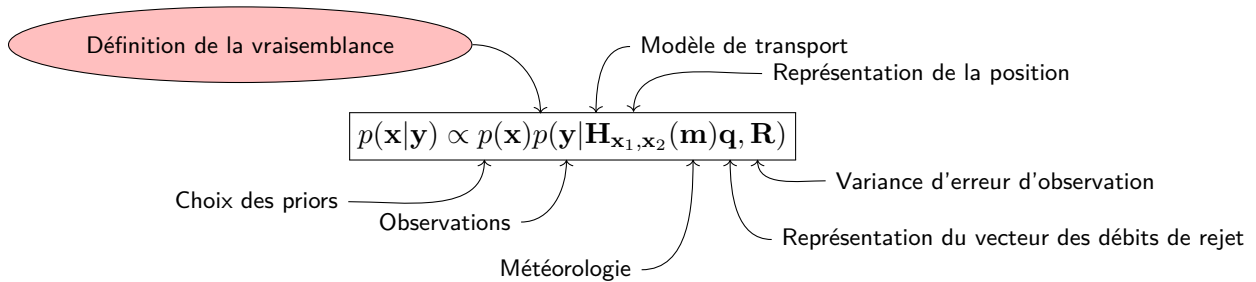 Définition de la vraisemblance
Modèle de transport
Représentation de la position
p(𝐱|𝐲) ∝ p(𝐱)p(𝐲|𝐇_{𝐱₁,𝐱₂}(𝐦)𝐪, 𝐑)
Variance d'erreur d'observation
Choix des priors
Observations
Représentation du vecteur des débits de rejet
Météorologie